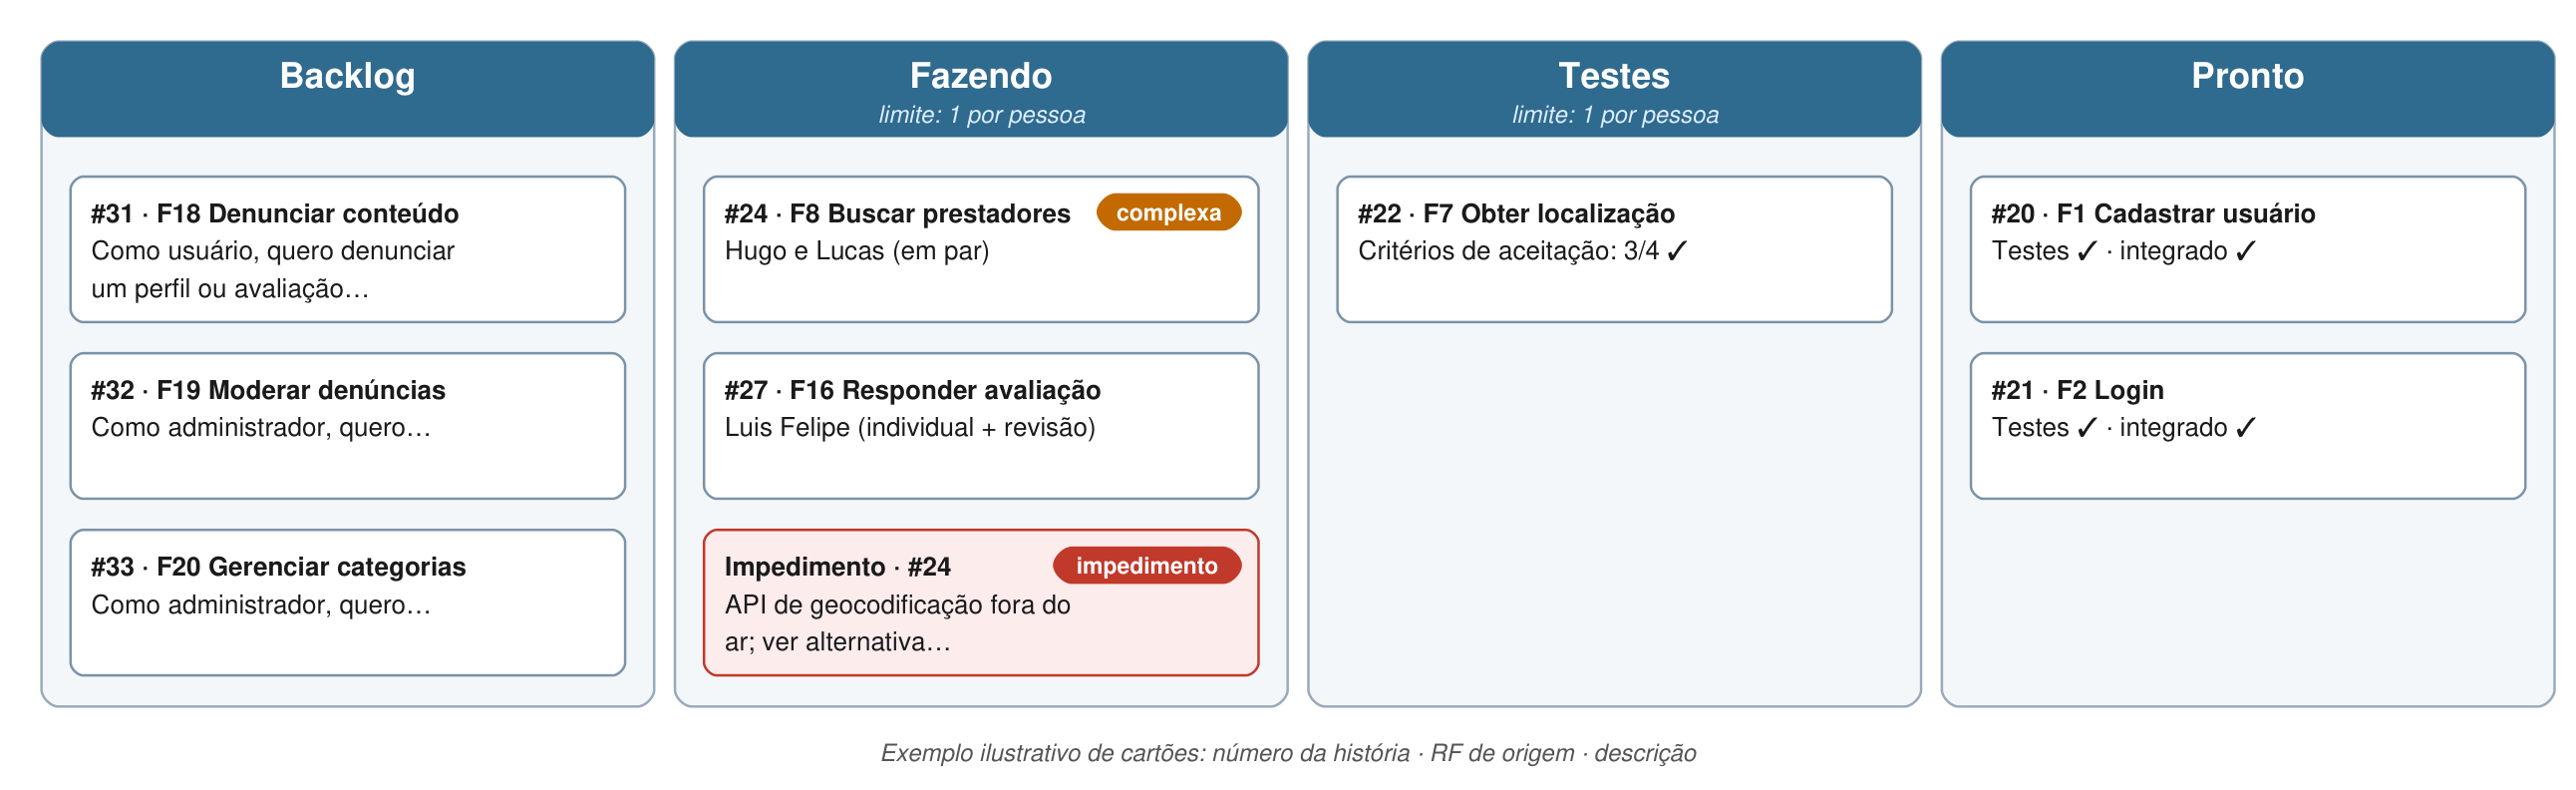 Backlog
#31 · F18 Denunciar conteúdo
Como usuário, quero denunciar
um perfil ou avaliação…
#32 · F19 Moderar denúncias
Como administrador, quero…
#33 · F20 Gerenciar categorias
Como administrador, quero…
Fazendo
limite: 1 por pessoa
#24 · F8 Buscar prestadores
complexa
Hugo e Lucas (em par)
#27 · F16 Responder avaliação
Luis Felipe (individual + revisão)
Impedimento · #24
impedimento
API de geocodificação fora do
ar; ver alternativa…
Testes
limite: 1 por pessoa
#22 · F7 Obter localização
Critérios de aceitação: 3/4 ✓
Pronto
#20 · F1 Cadastrar usuário
Testes ✓ · integrado ✓
#21 · F2 Login
Testes ✓ · integrado ✓
Exemplo ilustrativo de cartões: número da história · RF de origem · descrição